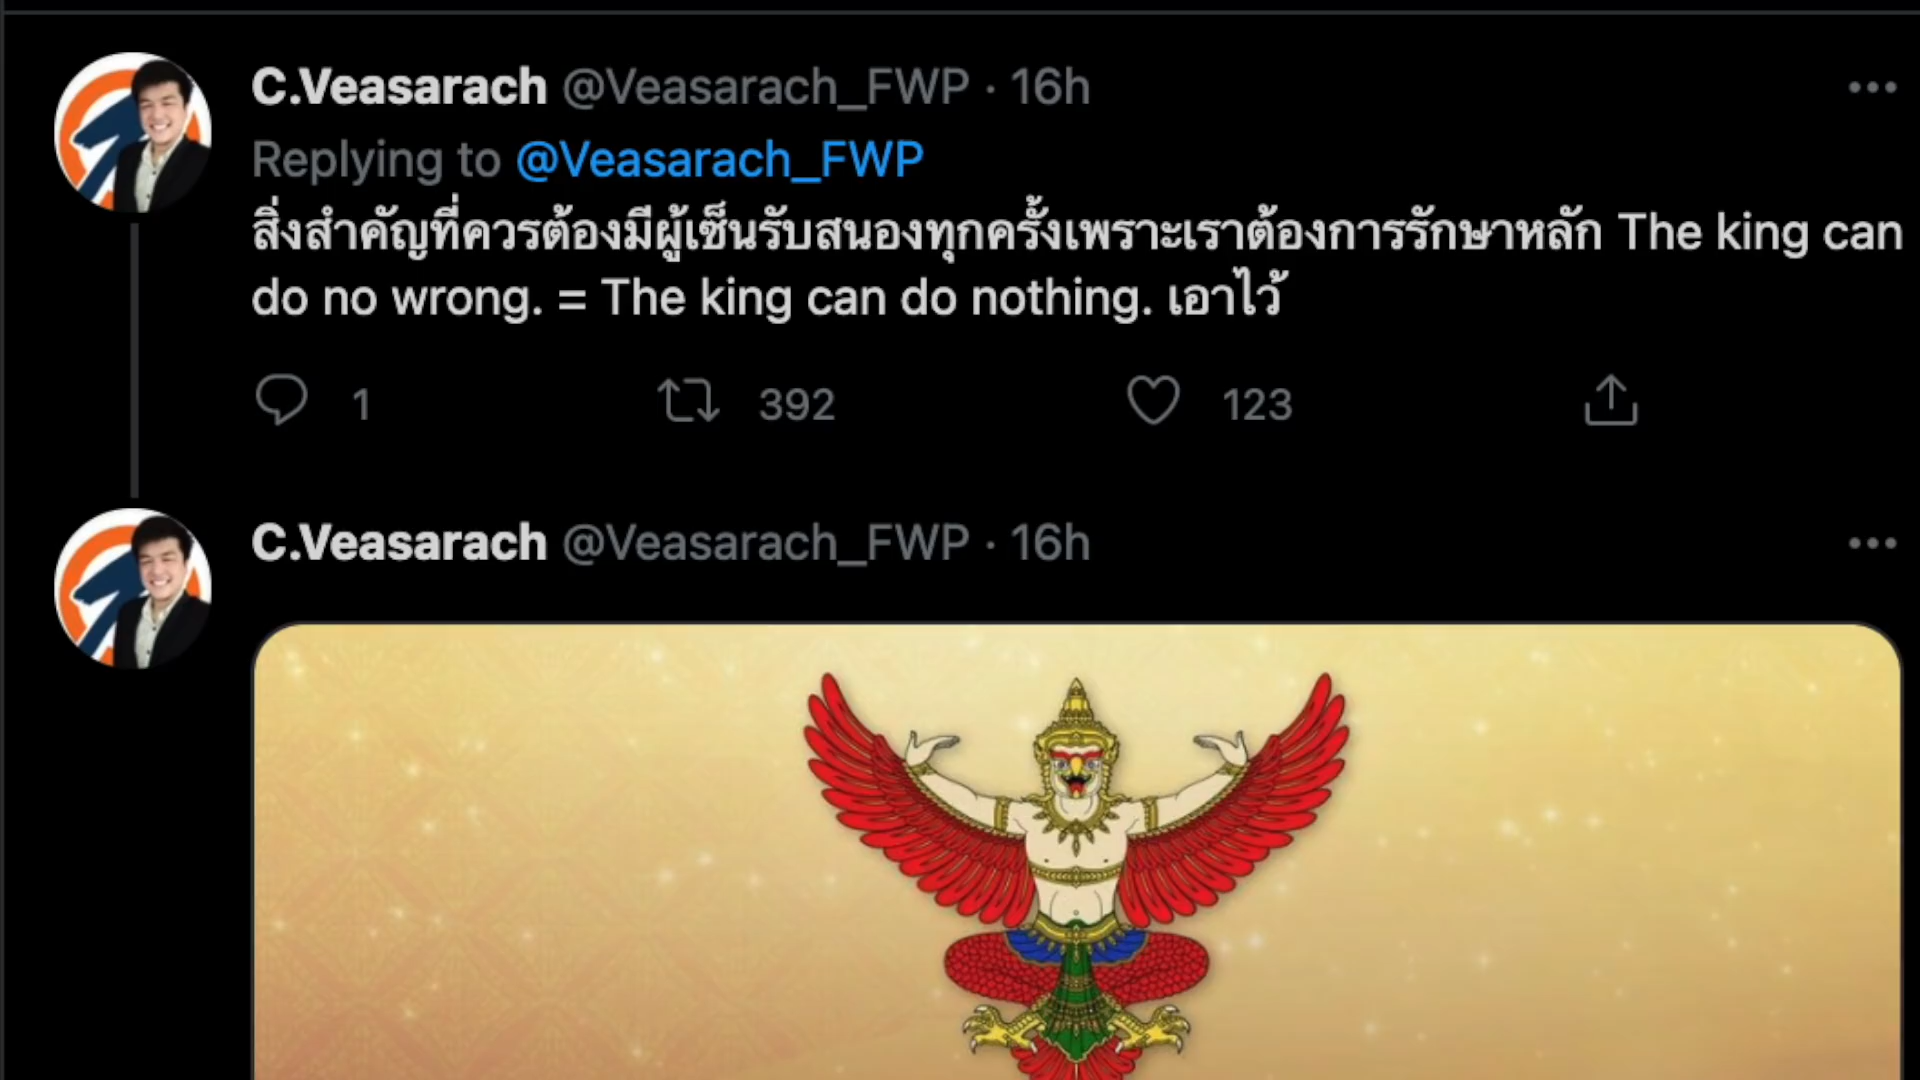 C.Veasarach @Veasarach_FWP · 16h
Replying to @Veasarach_FWP
สิ่งสำคัญที่ควรต้องมีผู้เซ็นรับสนองทุกครั้งเพราะเราต้องการรักษาหลัก The king can
do no wrong. = The king can do nothing. เอาไว้
1 392 123
C.Veasarach @Veasarach_FWP · 16h